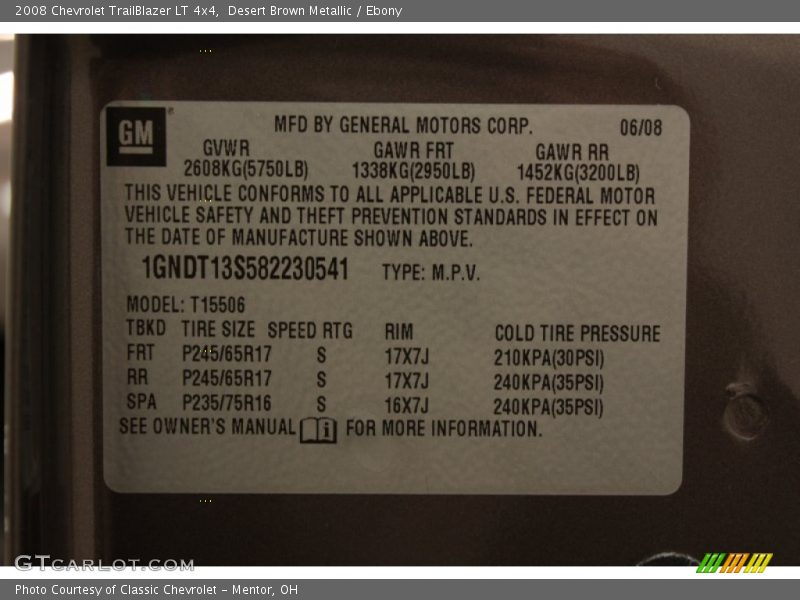 2008 Chevrolet TrailBlazer LT 4x4,  Desert Brown Metallic / Ebony
GM®
MFD BY GENERAL MOTORS CORP.
06/08
GVWR GAWR FRT GAWR RR
2608KG(5750LB) 1338KG(2950LB) 1452KG(3200LB)
THIS VEHICLE CONFORMS TO ALL APPLICABLE U.S. FEDERAL MOTOR
VEHICLE SAFETY AND THEFT PREVENTION STANDARDS IN EFFECT ON
THE DATE OF MANUFACTURE SHOWN ABOVE.
1GNDT13S582230541 TYPE: M.P.V.
MODEL: T15506
TBKD TIRE SIZE SPEED RTG RIM COLD TIRE PRESSURE
FRT P245/65R17 S 17X7J 210KPA(30PSI)
RR P245/65R17 S 17X7J 240KPA(35PSI)
SPA P235/75R16 S 16X7J 240KPA(35PSI)
SEE OWNER'S MANUAL i FOR MORE INFORMATION.
GTCARLOT.COM
Photo Courtesy of Classic Chevrolet - Mentor, OH